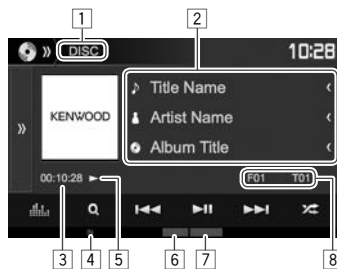 1
2
» DISC
10:28
»
KENWOOD
Title Name
Artist Name
Album Title
00:10:28
F01 T01
3
4
5
6
7
8